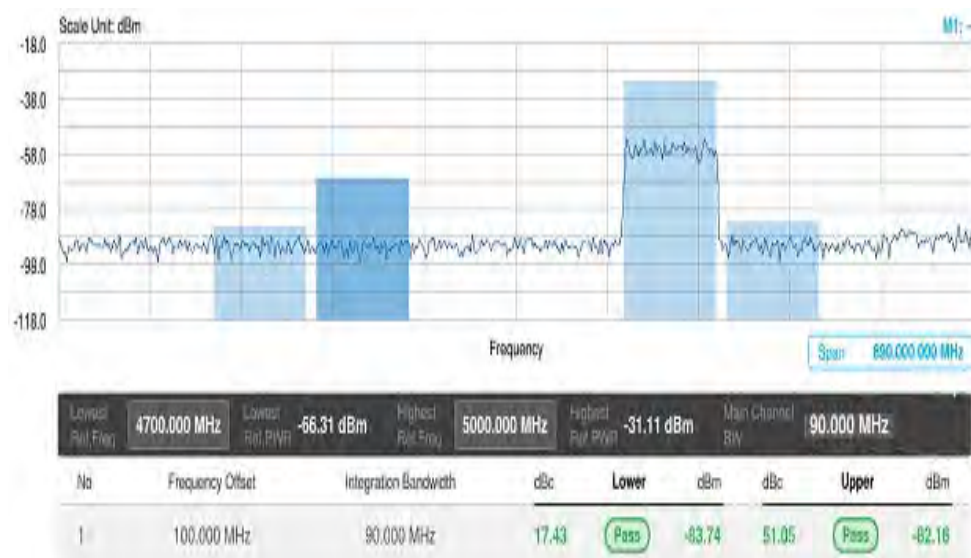 Scale Unit: dBm
M1: -
-18.0
-38.0
-58.0
-78.0
-98.0
-118.0
Frequency
Span 890.000 000 MHz
Lowest Ref.Freq 4700.000 MHz Lowest Ref.PWR -66.31 dBm Highest Ref.Freq 5000.000 MHz Highest Ref.PWR -31.11 dBm Main Channel BW 90.000 MHz
No Frequency Offset Integration Bandwidth dBc Lower dBm dBc Upper dBm
1 100.000 MHz 90.000 MHz 17.43 Pass -83.74 51.05 Pass -82.16